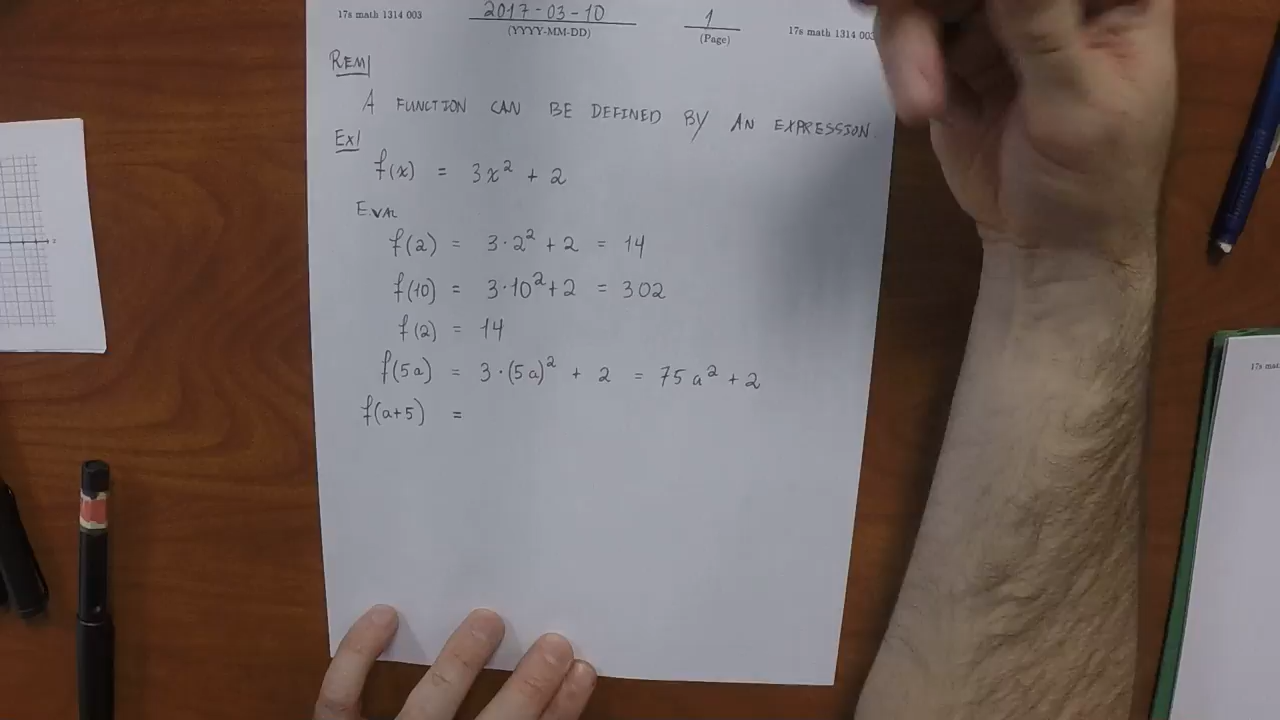 17s math 1314 003 2017-03-10 1 17s math 1314 003
(YYYY-MM-DD) (Page)
REM
A FUNCTION CAN BE DEFINED BY AN EXPRESSION.
EX
f(x) = 3x² + 2
EVAL
f(2) = 3·2² + 2 = 14
f(10) = 3·10² + 2 = 302
f(2) = 14
f(5a) = 3·(5a)² + 2 = 75a² + 2
f(a+5) =